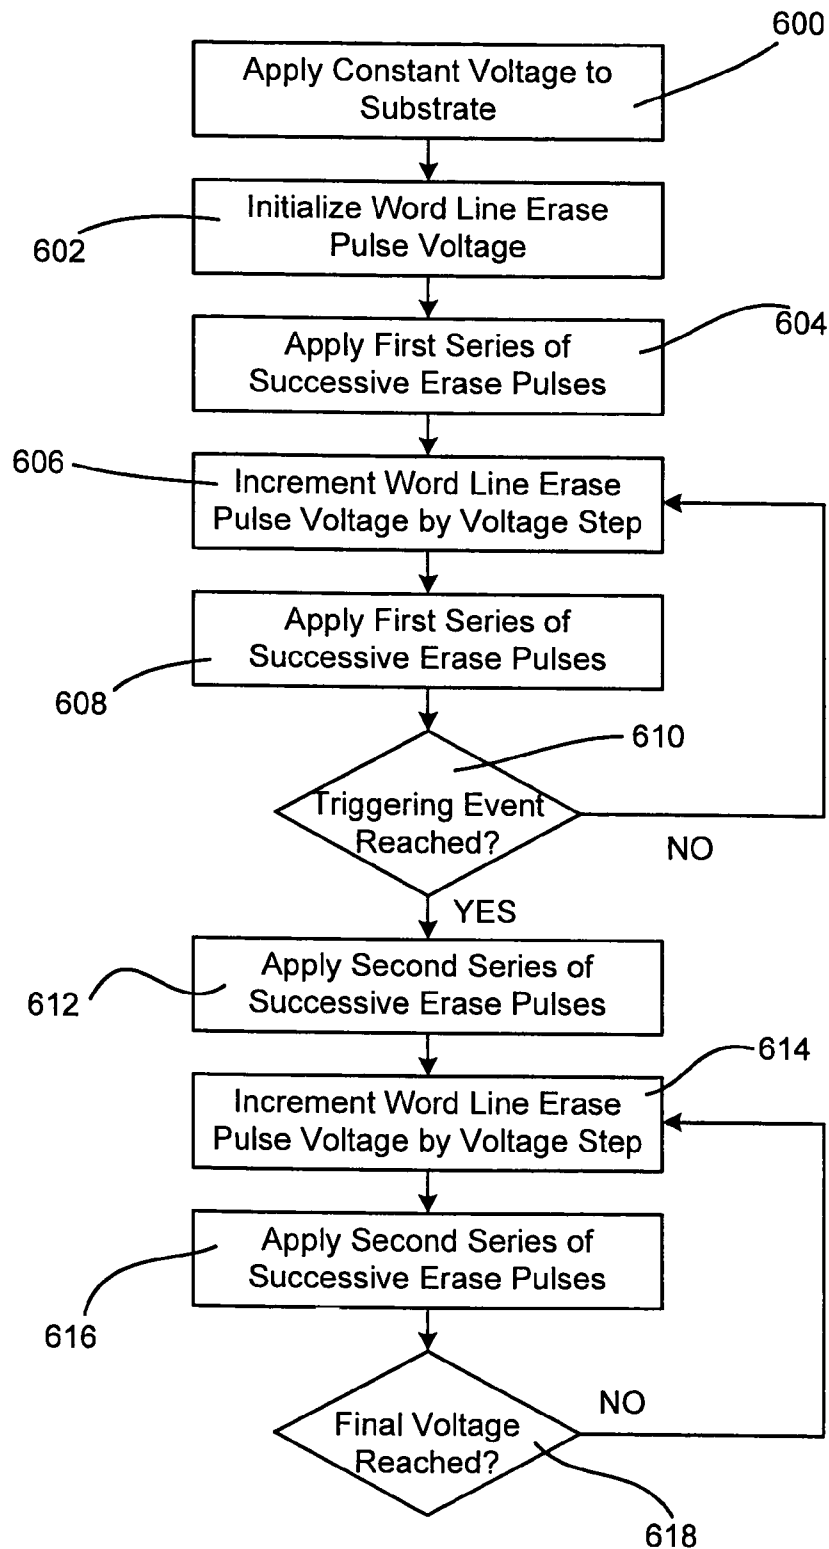 600
Apply Constant Voltage to
Substrate
Initialize Word Line Erase
Pulse Voltage
602
604
Apply First Series of
Successive Erase Pulses
606
Increment Word Line Erase
Pulse Voltage by Voltage Step
Apply First Series of
Successive Erase Pulses
608
610
Triggering Event
Reached?
NO
YES
Apply Second Series of
Successive Erase Pulses
612
614
Increment Word Line Erase
Pulse Voltage by Voltage Step
Apply Second Series of
Successive Erase Pulses
616
NO
Final Voltage
Reached?
618